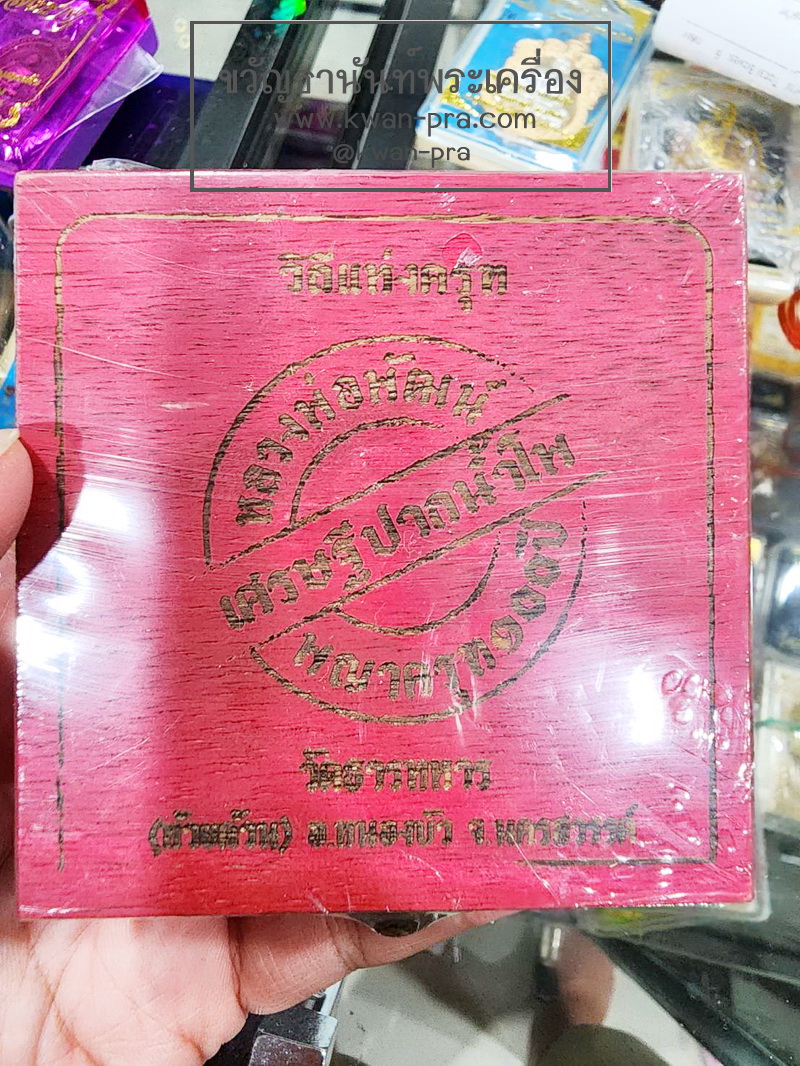 ขวัญธานันท์พระเครื่อง
www.kwan-pra.com
@kwan-pra
วิถีแห่งครุฑ
หลวงพ่อพัฒน์
เศรษฐีปากน้ำโพ
พญาครุฑ๑๐๐ปี
วัดธารทหาร
(ห้วยด้วน) อ.หนองบัว จ.นครสวรรค์